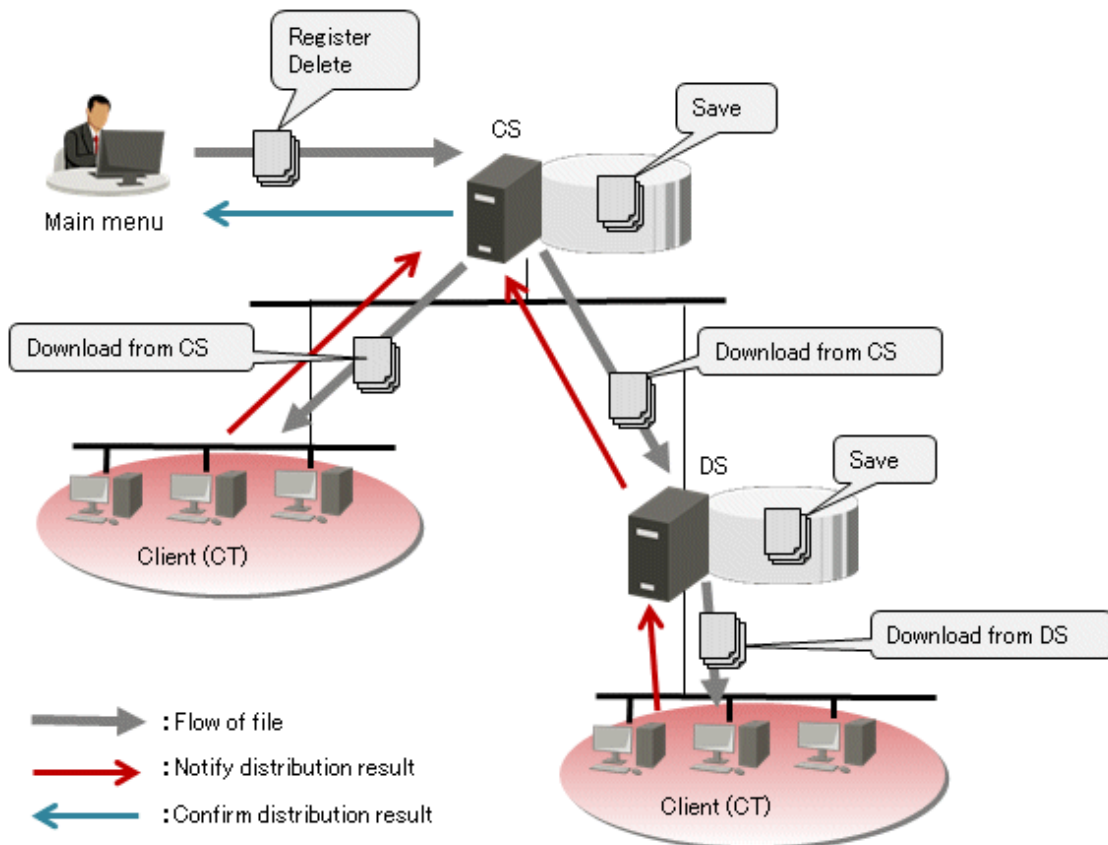 Register
Delete
Save
CS
Main menu
Download from CS
Download from CS
DS
Save
Client (CT)
Download from DS
:Flow of file
:Notify distribution result
:Confirm distribution result
Client (CT)